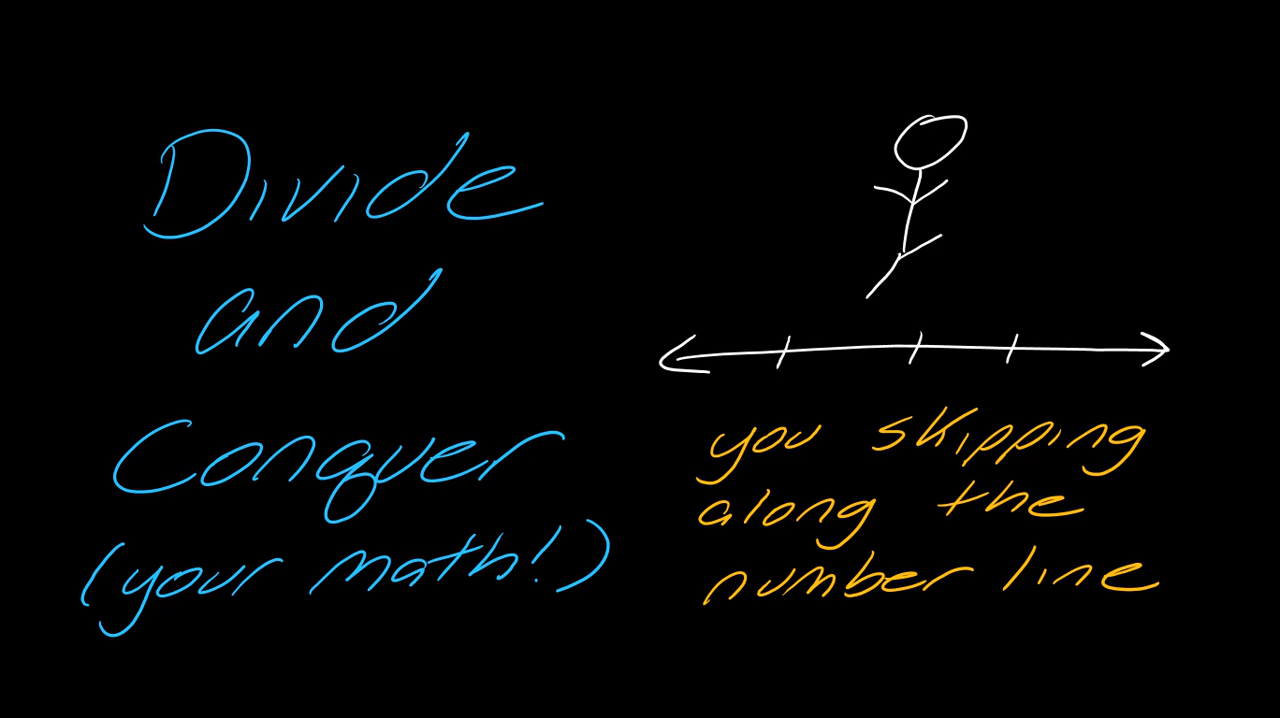 Divide
and
Conquer
(your math!)
you skipping
along the
number line